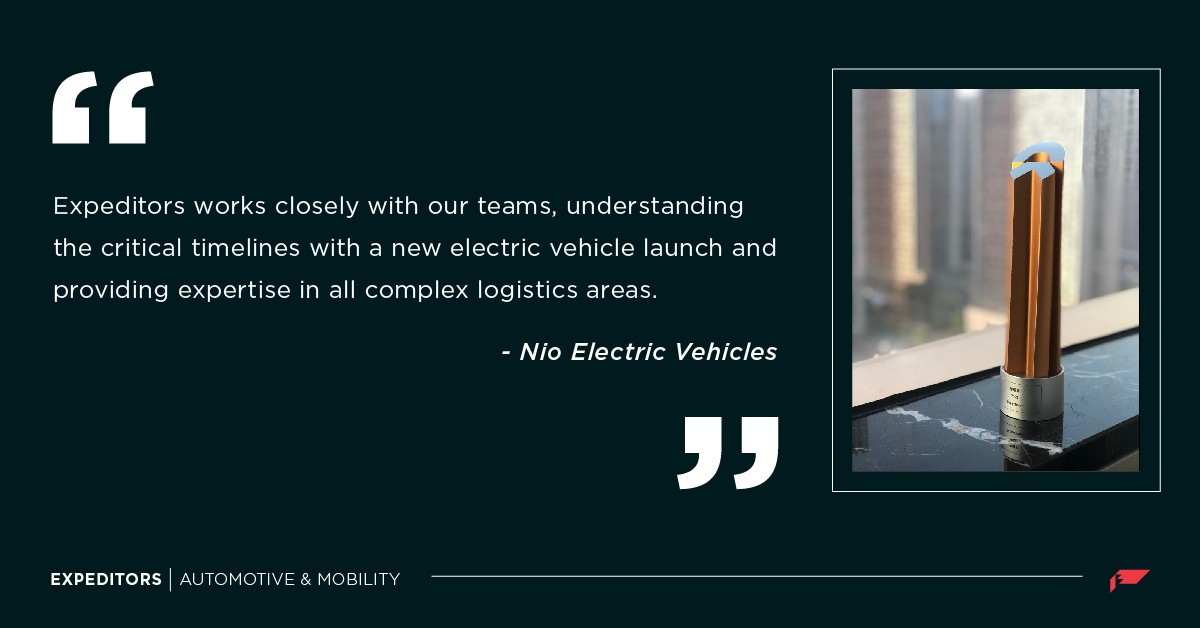 “
Expeditors works closely with our teams, understanding
the critical timelines with a new electric vehicle launch and
providing expertise in all complex logistics areas.
- Nio Electric Vehicles
”
EXPEDITORS | AUTOMOTIVE & MOBILITY